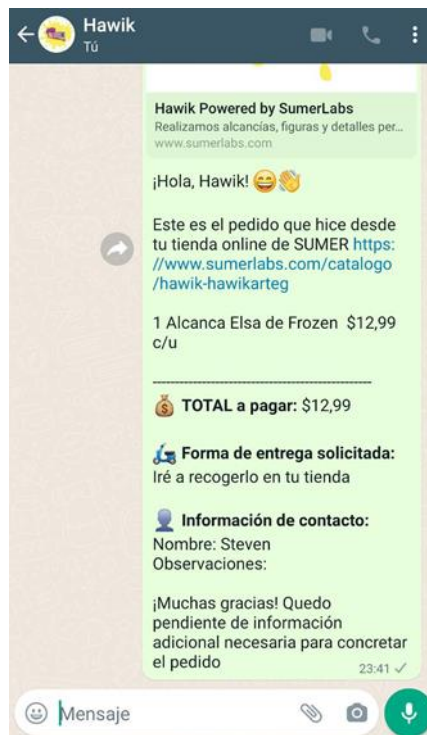 Hawik
Tú
Hawik Powered by SumerLabs
Realizamos alcancías, figuras y detalles per...
www.sumerlabs.com
¡Hola, Hawik! 😄👋
Este es el pedido que hice desde
tu tienda online de SUMER https:
//www.sumerlabs.com/catalogo
/hawik-hawikarteg
1 Alcanca Elsa de Frozen $12,99
c/u
💰 TOTAL a pagar: $12,99
🛵 Forma de entrega solicitada:
Iré a recogerlo en tu tienda
👤 Información de contacto:
Nombre: Steven
Observaciones:
¡Muchas gracias! Quedo
pendiente de información
adicional necesaria para concretar
el pedido
23:41
Mensaje